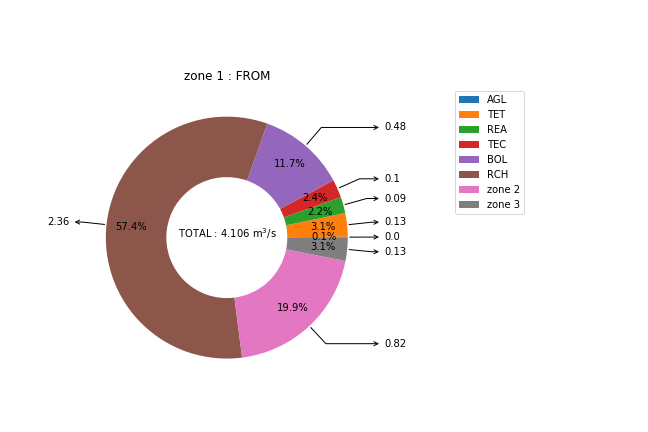 zone 1 : FROM
AGL
TET
REA
TEC
BOL
RCH
zone 2
zone 3
0.48
11.7%
0.1
2.4%
0.09
2.2%
0.13
3.1%
2.36
57.4%
TOTAL : 4.106 m³/s
0.1%
0.0
3.1%
0.13
19.9%
0.82